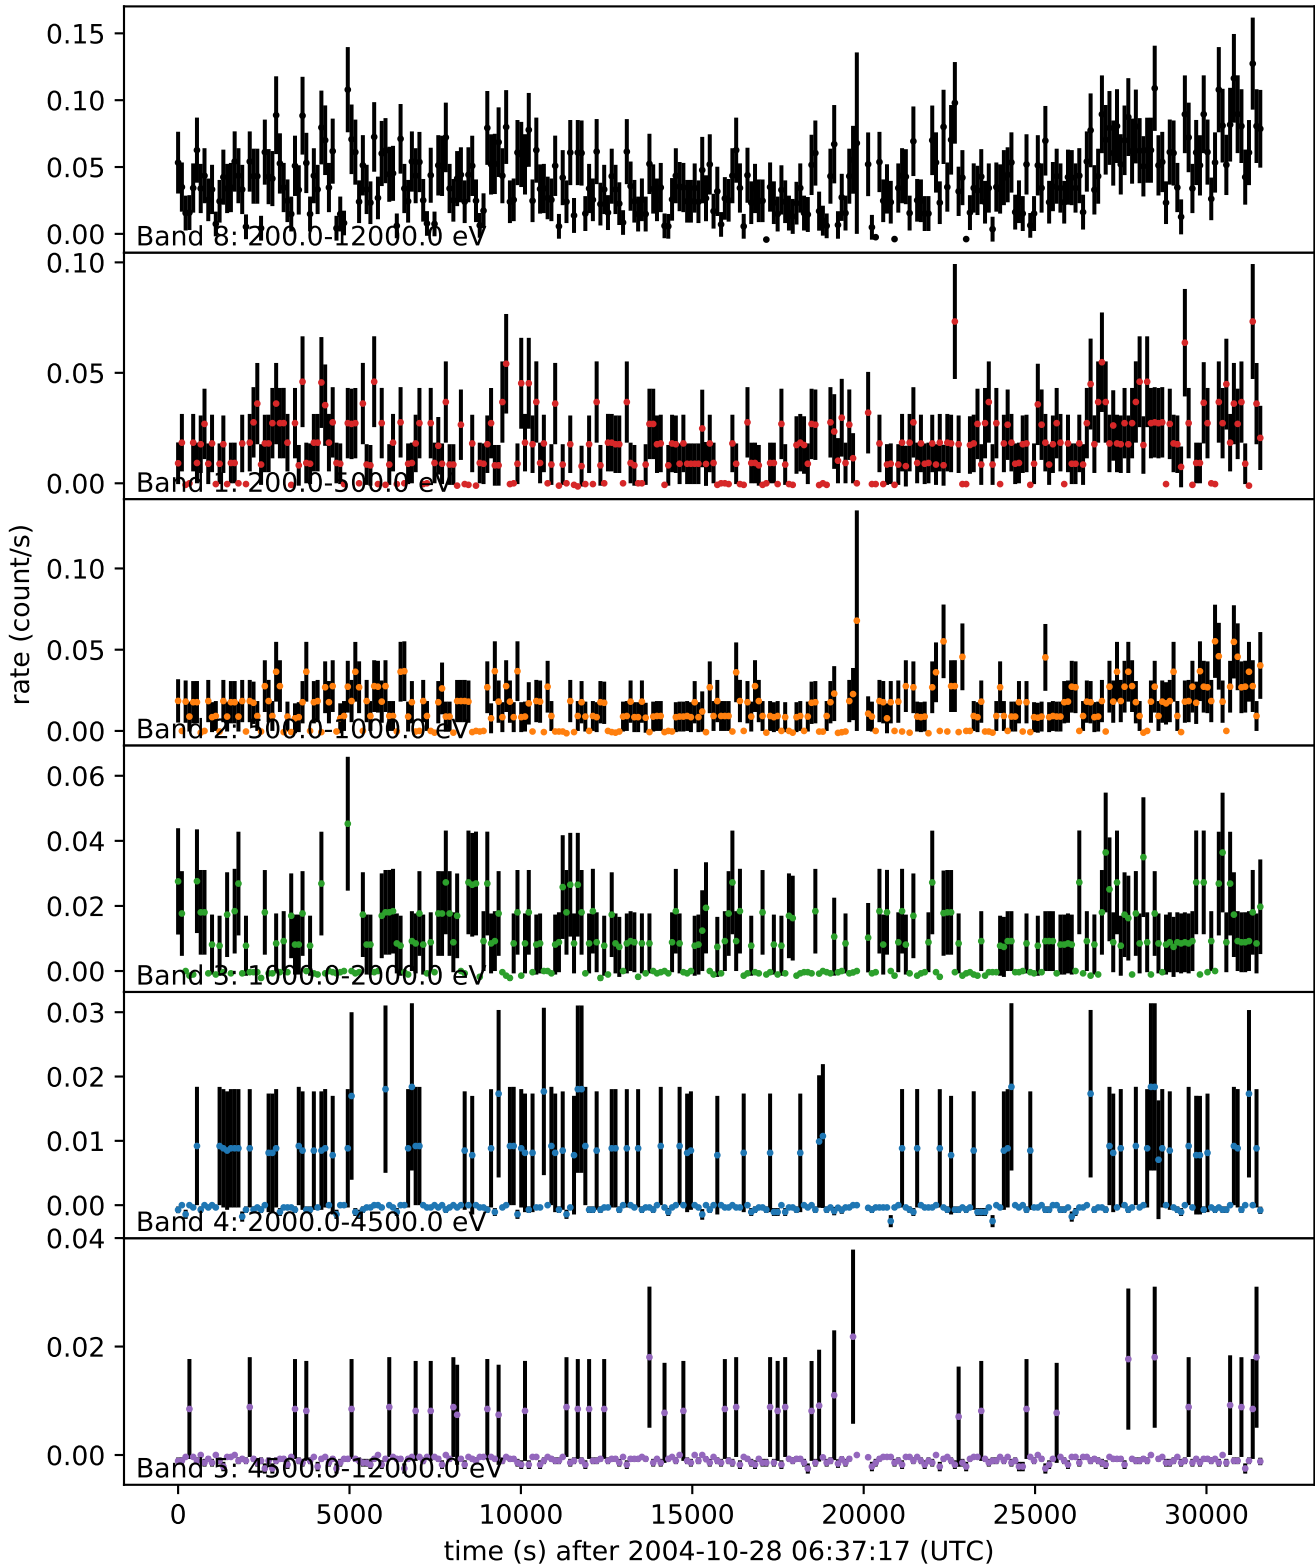 0.15
0.10
0.05
0.00
Band 8: 200.0-12000.0 eV
0.10
0.05
0.00
Band 1: 200.0-500.0 eV
0.10
0.05
0.00
Band 2: 500.0-1000.0 eV
rate (count/s)
0.06
0.04
0.02
0.00
Band 3: 1000.0-2000.0 eV
0.03
0.02
0.01
0.00
Band 4: 2000.0-4500.0 eV
0.04
0.02
0.00
Band 5: 4500.0-12000.0 eV
0 5000 10000 15000 20000 25000 30000
time (s) after 2004-10-28 06:37:17 (UTC)